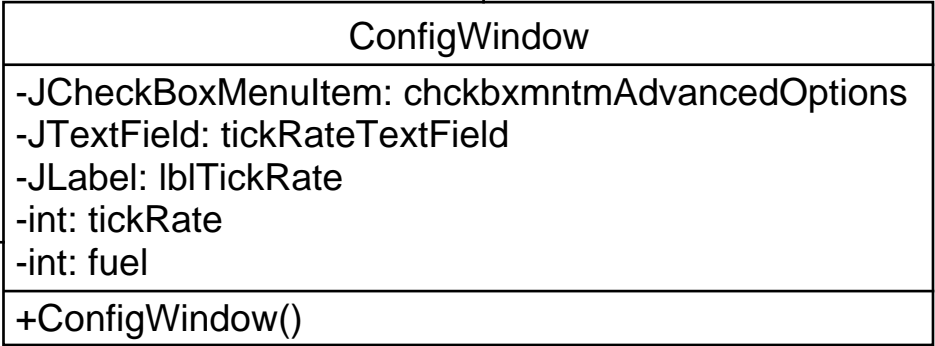 ConfigWindow
-JCheckBoxMenuItem: chckbxmntmAdvancedOptions
-JTextField: tickRateTextField
-JLabel: lblTickRate
-int: tickRate
-int: fuel
+ConfigWindow()